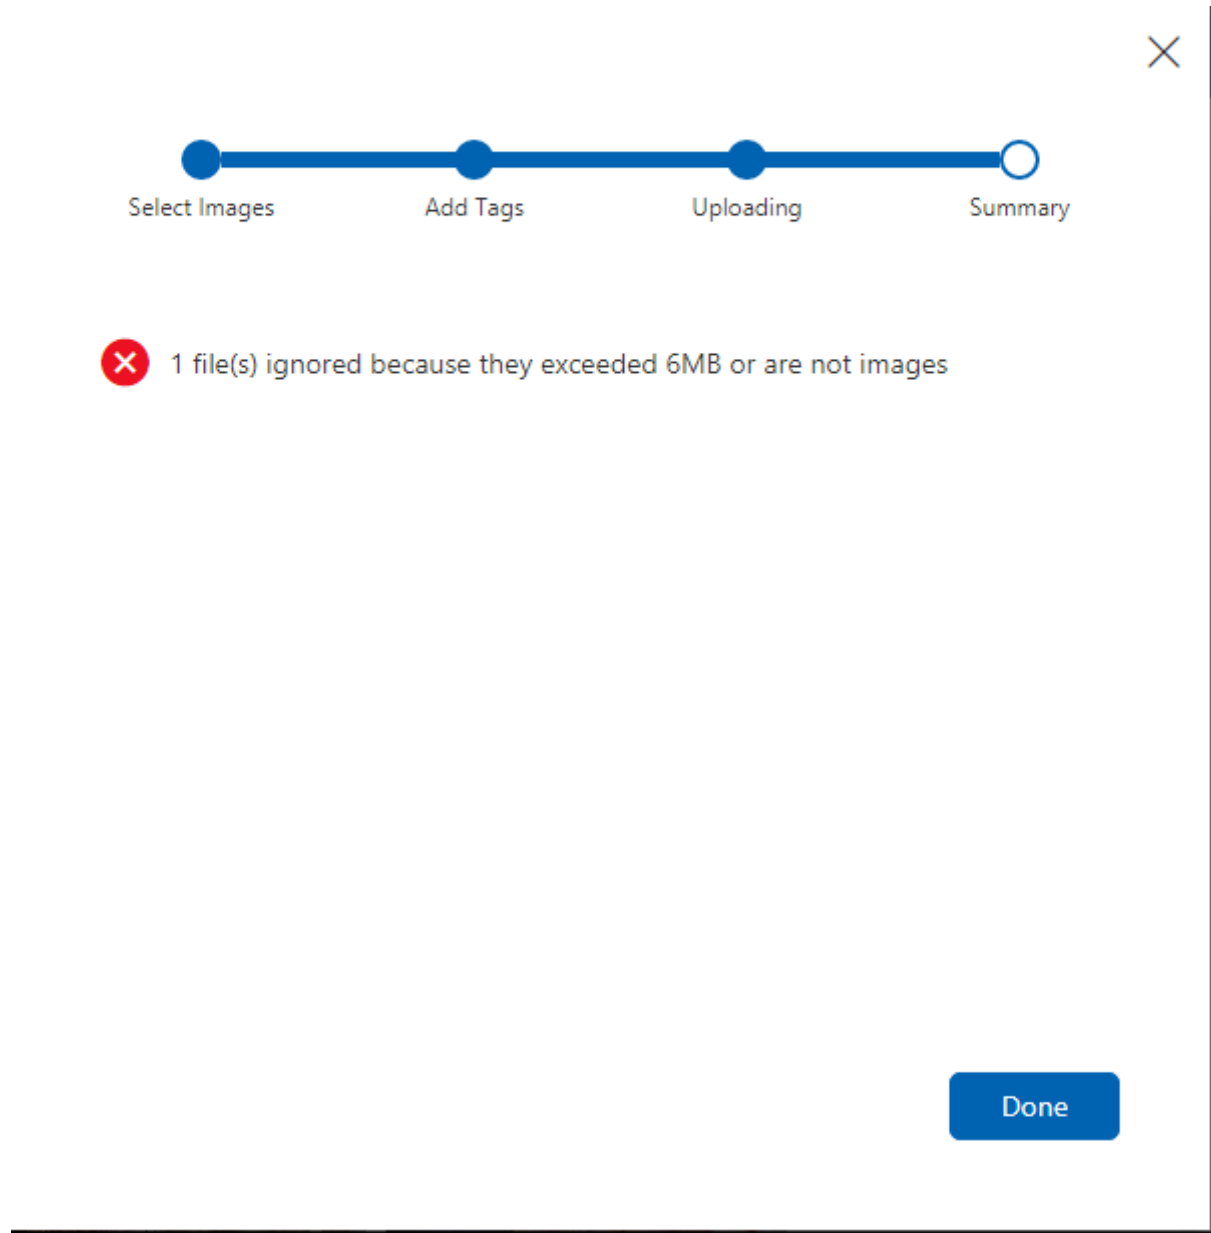 Select Images
Add Tags
Uploading
Summary
1 file(s) ignored because they exceeded 6MB or are not images
Done